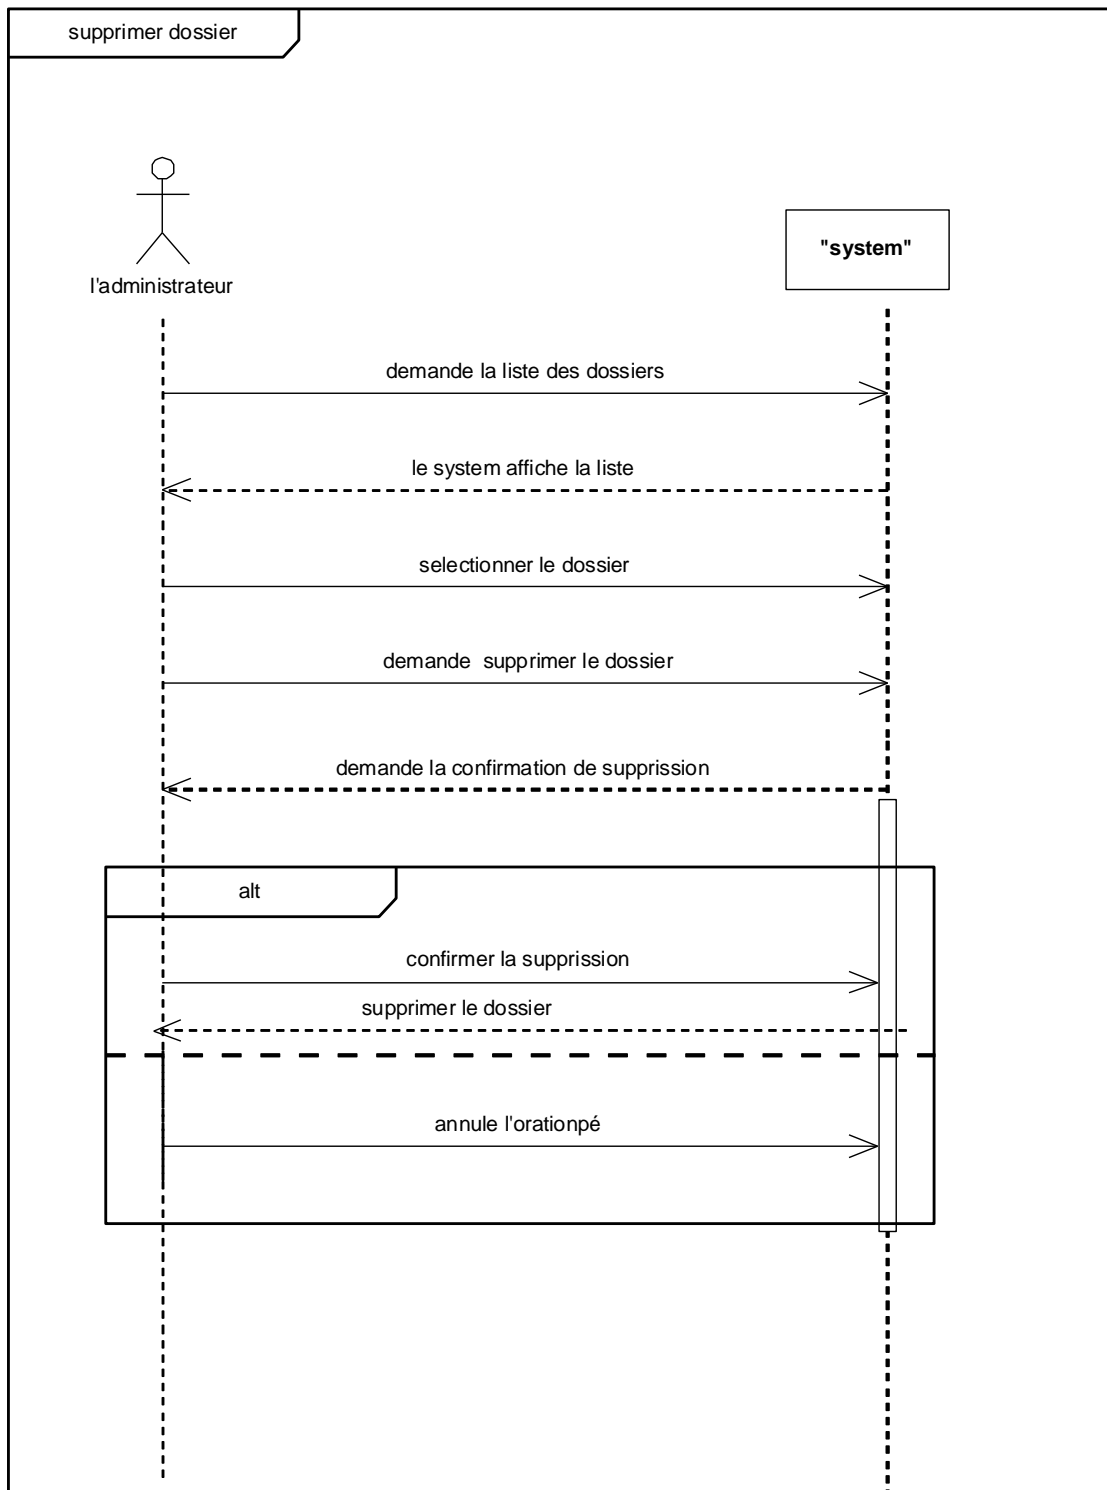 supprimer dossier
"system"
l'administrateur
demande la liste des dossiers
le system affiche la liste
selectionner le dossier
demande  supprimer le dossier
demande la confirmation de supprission
alt
confirmer la supprission
supprimer le dossier
annule l'orationpé